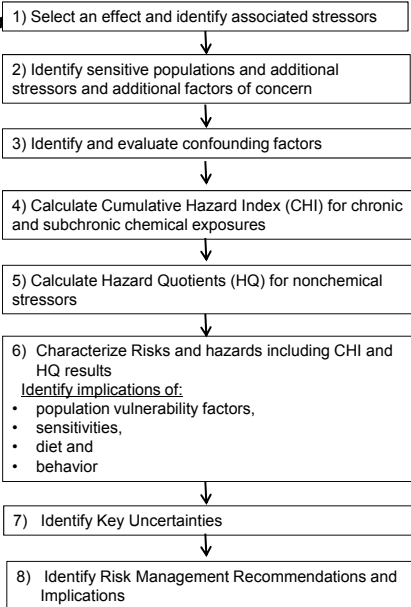 1) Select an effect and identify associated stressors
2) Identify sensitive populations and additional
stressors and additional factors of concern
3) Identify and evaluate confounding factors
4) Calculate Cumulative Hazard Index (CHI) for chronic
and subchronic chemical exposures
5) Calculate Hazard Quotients (HQ) for nonchemical
stressors
6) Characterize Risks and hazards including CHI and
HQ results
Identify implications of:
• population vulnerability factors,
• sensitivities,
• diet and
• behavior
7) Identify Key Uncertainties
8) Identify Risk Management Recommendations and
Implications